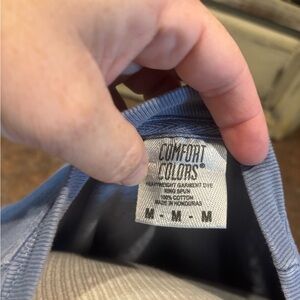 COMFORT
COLORS®
HEAVYWEIGHT GARMENT DYE
RING SPUN
100% COTTON
MADE IN HONDURAS
M - M - M